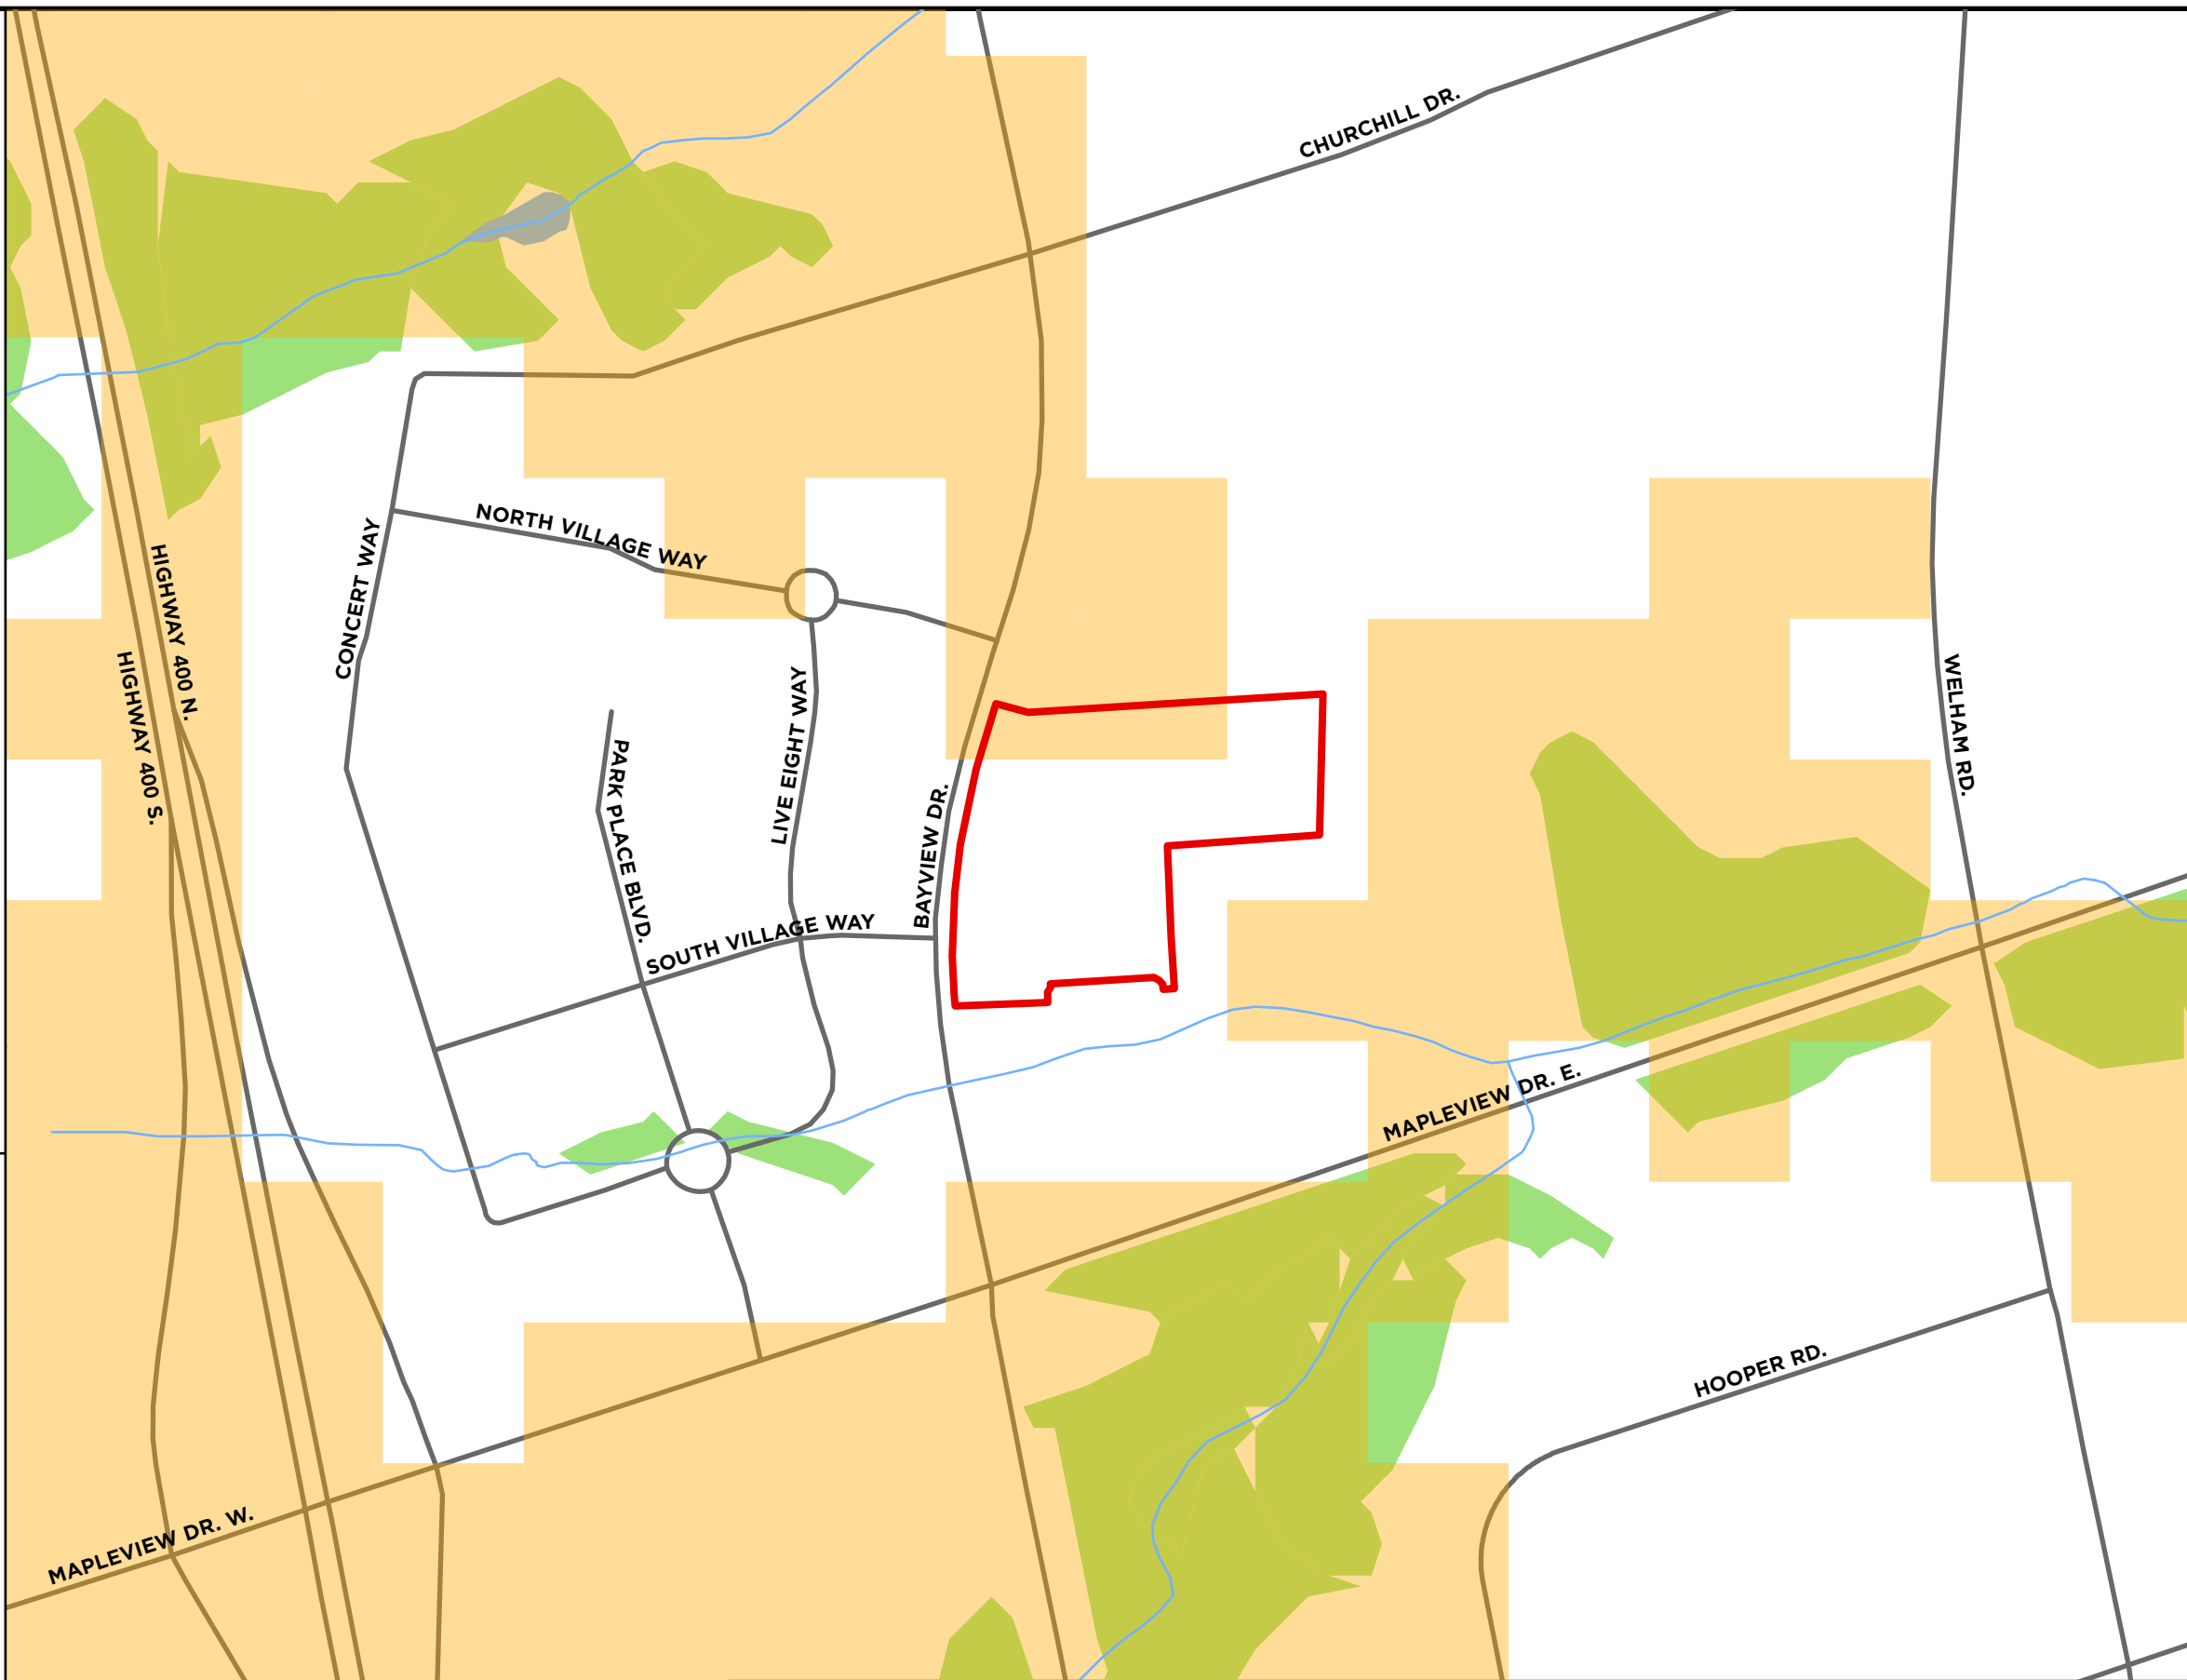 CHURCHILL DR.
NORTH VILLAGE WAY
CONCERT WAY
HIGHWAY 400 N.
HIGHWAY 400 S.
LIVE EIGHT WAY
PARK PLACE BLVD.
BAYVIEW DR.
WELHAM RD.
SOUTH VILLAGE WAY
MAPLEVIEW DR. E.
HOOPER RD.
MAPLEVIEW DR. W.